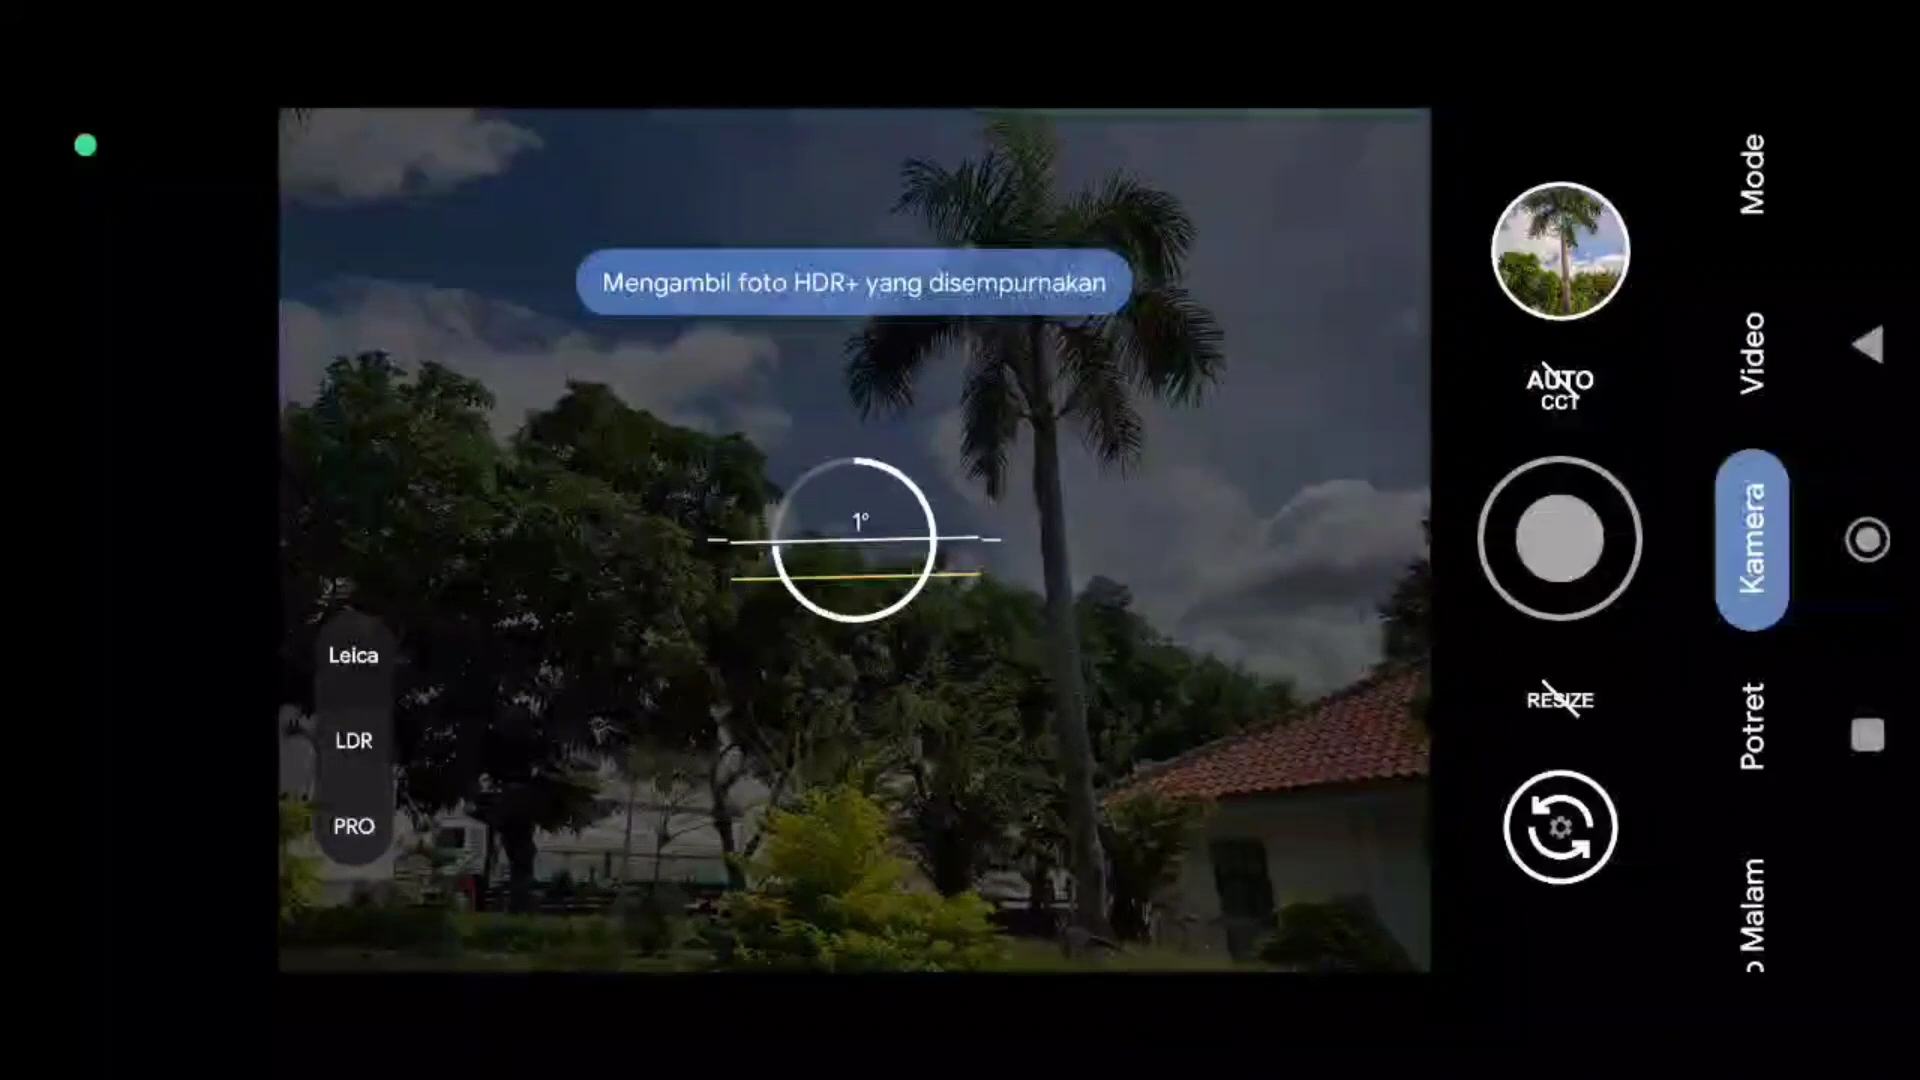 Mengambil foto HDR+ yang disempurnakan
1°
Leica
LDR
PRO
AUTO
CCT
RESIZE
Mode
Video
Kamera
Potret
Malam